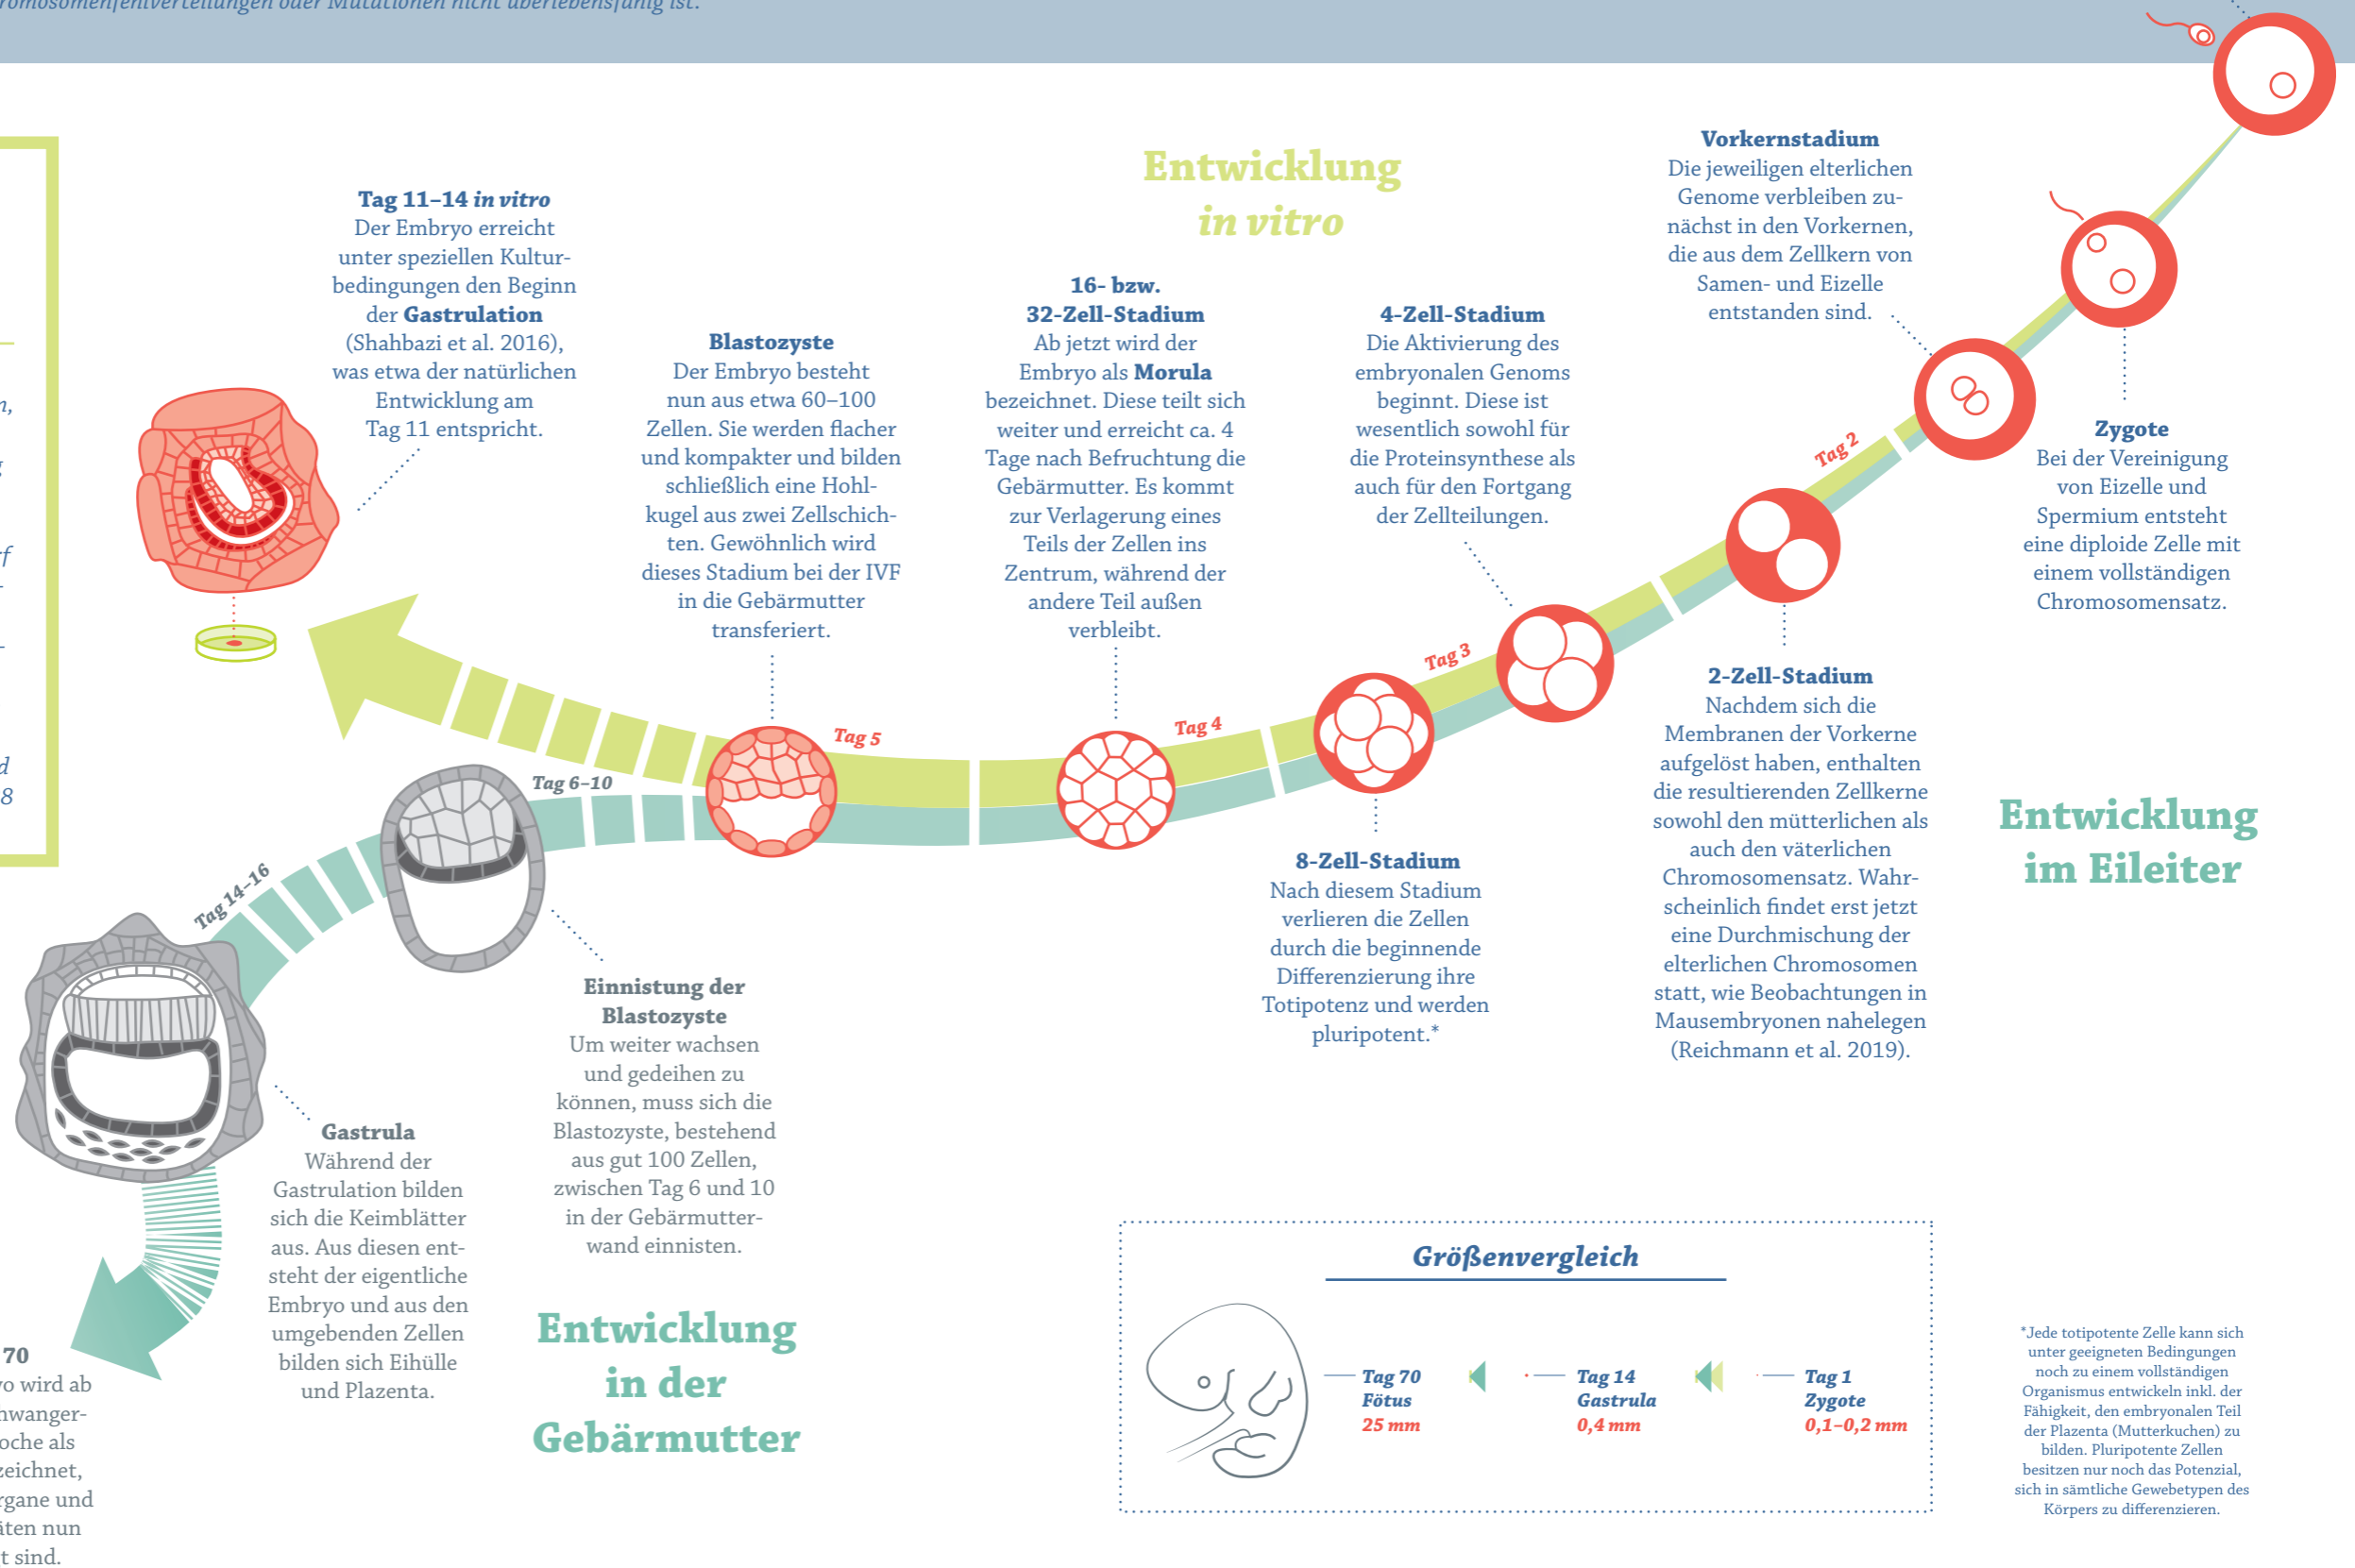 romosomenfehlverteilungen oder Mutationen nicht überlebensfähig ist.
Entwicklung
in vitro
Vorkernstadium
Die jeweiligen elterlichen
Genome verbleiben zu-
nächst in den Vorkernen,
die aus dem Zellkern von
Samen- und Eizelle
entstanden sind.
Zygote
Bei der Vereinigung
von Eizelle und
Spermium entsteht
eine diploide Zelle mit
einem vollständigen
Chromosomensatz.
Tag 2
2-Zell-Stadium
Nachdem sich die
Membranen der Vorkerne
aufgelöst haben, enthalten
die resultierenden Zellkerne
sowohl den mütterlichen als
auch den väterlichen
Chromosomensatz. Wahr-
scheinlich findet erst jetzt
eine Durchmischung der
elterlichen Chromosomen
statt, wie Beobachtungen in
Mausembryonen nahelegen
(Reichmann et al. 2019).
4-Zell-Stadium
Die Aktivierung des
embryonalen Genoms
beginnt. Diese ist
wesentlich sowohl für
die Proteinsynthese als
auch für den Fortgang
der Zellteilungen.
Tag 3
8-Zell-Stadium
Nach diesem Stadium
verlieren die Zellen
durch die beginnende
Differenzierung ihre
Totipotenz und werden
pluripotent.*
Tag 4
16- bzw.
32-Zell-Stadium
Ab jetzt wird der
Embryo als Morula
bezeichnet. Diese teilt sich
weiter und erreicht ca. 4
Tage nach Befruchtung die
Gebärmutter. Es kommt
zur Verlagerung eines
Teils der Zellen ins
Zentrum, während der
andere Teil außen
verbleibt.
Tag 5
Blastozyste
Der Embryo besteht
nun aus etwa 60–100
Zellen. Sie werden flacher
und kompakter und bilden
schließlich eine Hohl-
kugel aus zwei Zellschich-
ten. Gewöhnlich wird
dieses Stadium bei der IVF
in die Gebärmutter
transferiert.
Tag 11–14 in vitro
Der Embryo erreicht
unter speziellen Kultur-
bedingungen den Beginn
der Gastrulation
(Shahbazi et al. 2016),
was etwa der natürlichen
Entwicklung am
Tag 11 entspricht.
n,
g
f
-
-
d
8
Entwicklung
im Eileiter
Tag 6–10
Einnistung der
Blastozyste
Um weiter wachsen
und gedeihen zu
können, muss sich die
Blastozyste, bestehend
aus gut 100 Zellen,
zwischen Tag 6 und 10
in der Gebärmutter-
wand einnisten.
Tag 14–16
Gastrula
Während der
Gastrulation bilden
sich die Keimblätter
aus. Aus diesen ent-
steht der eigentliche
Embryo und aus den
umgebenden Zellen
bilden sich Eihülle
und Plazenta.
Entwicklung
in der
Gebärmutter
70
yo wird ab
hwanger-
oche als
zeichnet,
rgane und
äten nun
t sind.
Größenvergleich
Tag 70
Fötus
25 mm
Tag 14
Gastrula
0,4 mm
Tag 1
Zygote
0,1–0,2 mm
*Jede totipotente Zelle kann sich
unter geeigneten Bedingungen
noch zu einem vollständigen
Organismus entwickeln inkl. der
Fähigkeit, den embryonalen Teil
der Plazenta (Mutterkuchen) zu
bilden. Pluripotente Zellen
besitzen nur noch das Potenzial,
sich in sämtliche Gewebetypen des
Körpers zu differenzieren.